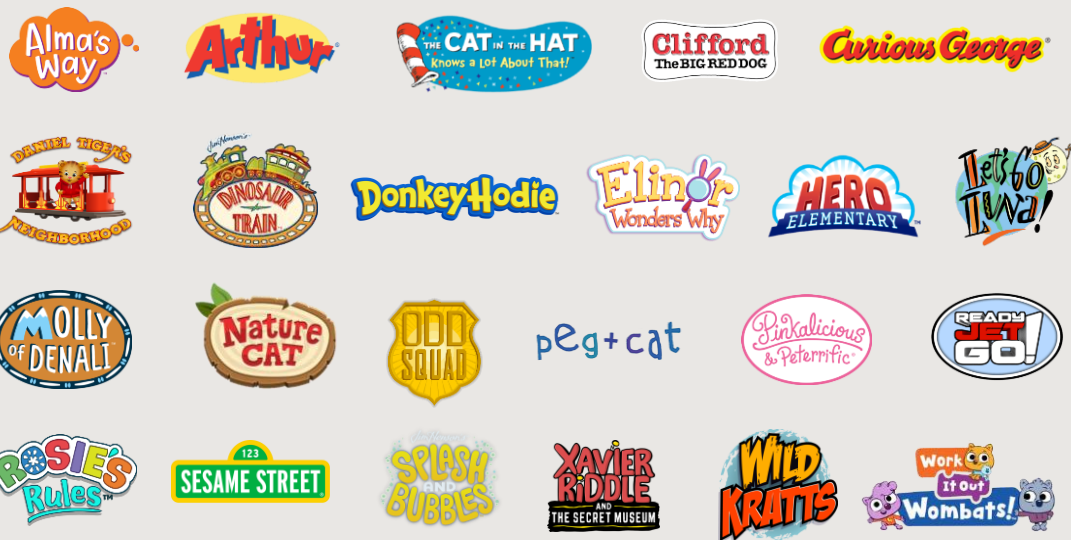 Alma's
Way
Arthur
THE CAT IN THE HAT
Knows a Lot About That!
Clifford
The BIG RED DOG
Curious George
DANIEL TIGER'S
NEIGHBORHOOD
Jim Henson's
DINOSAUR
TRAIN
DonkeyHodie
Elinor
Wonders Why
HERO
ELEMENTARY
Let's Go
Luna!
MOLLY
of DENALI
Nature
CAT
ODD
SQUAD
peg+cat
Pinkalicious
& Peterrific
READY
JET
GO!
ROSIE'S
Rules
123
SESAME STREET
SPLASH
AND
BUBBLES
XAVIER
RiDDLE
AND
THE SECRET MUSEUM
WiLD
KRATTS
Work
It Out
Wombats!